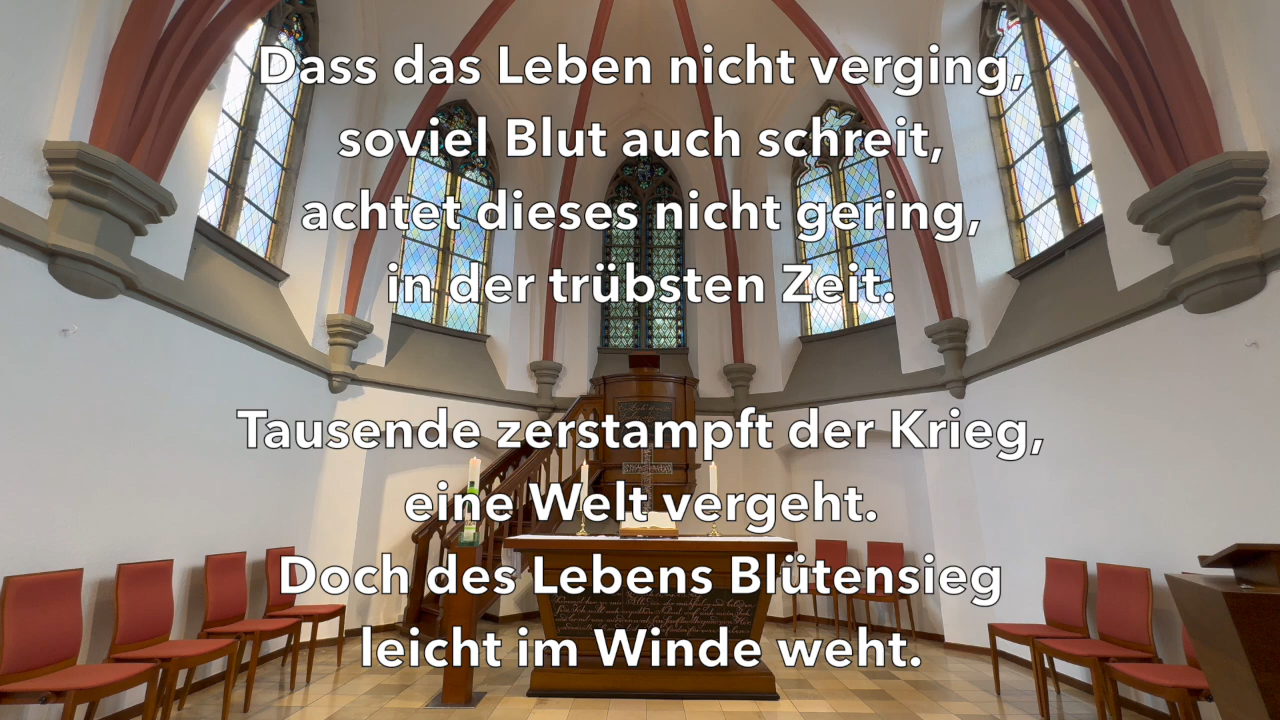 Dass das Leben nicht verging,
soviel Blut auch schreit,
achtet dieses nicht gering,
in der trübsten Zeit.
Tausende zerstampft der Krieg,
eine Welt vergeht.
Doch des Lebens Blütensieg
leicht im Winde weht.